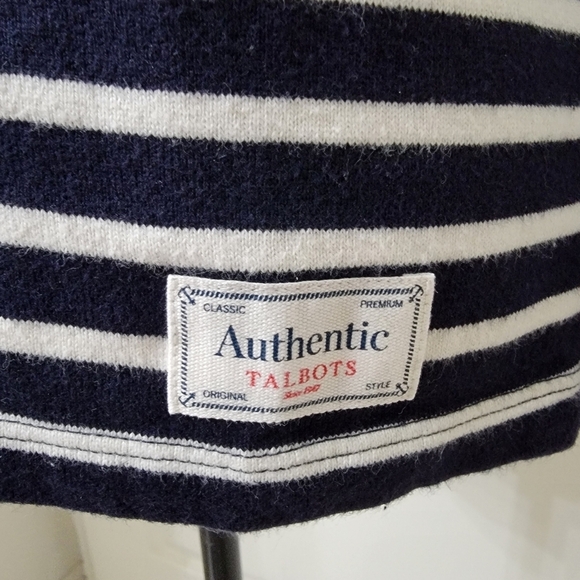 CLASSIC PREMIUM
Authentic
TALBOTS
Since 1947
ORIGINAL STYLE